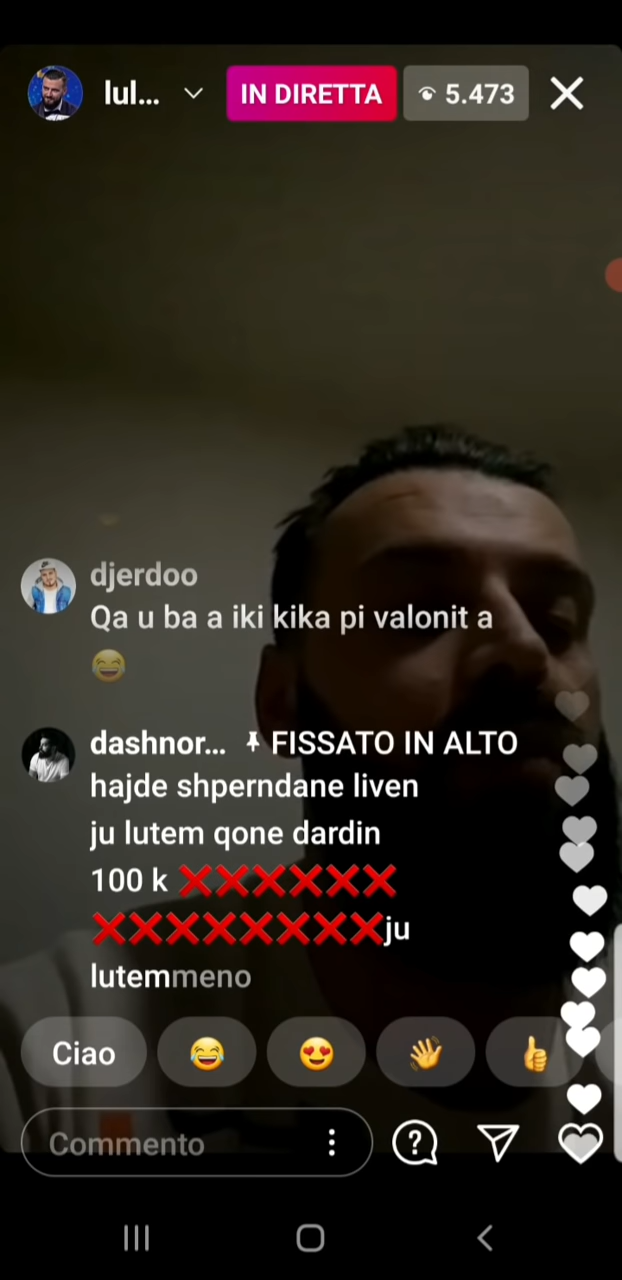 lul...
IN DIRETTA
5.473
djerdoo
Qa u ba a iki kika pi valonit a
😂
dashnor... FISSATO IN ALTO
hajde shperndane liven
ju lutem qone dardin
100 k ❌❌❌❌❌❌
❌❌❌❌❌❌❌❌ju
lutemmeno
Ciao
Commento